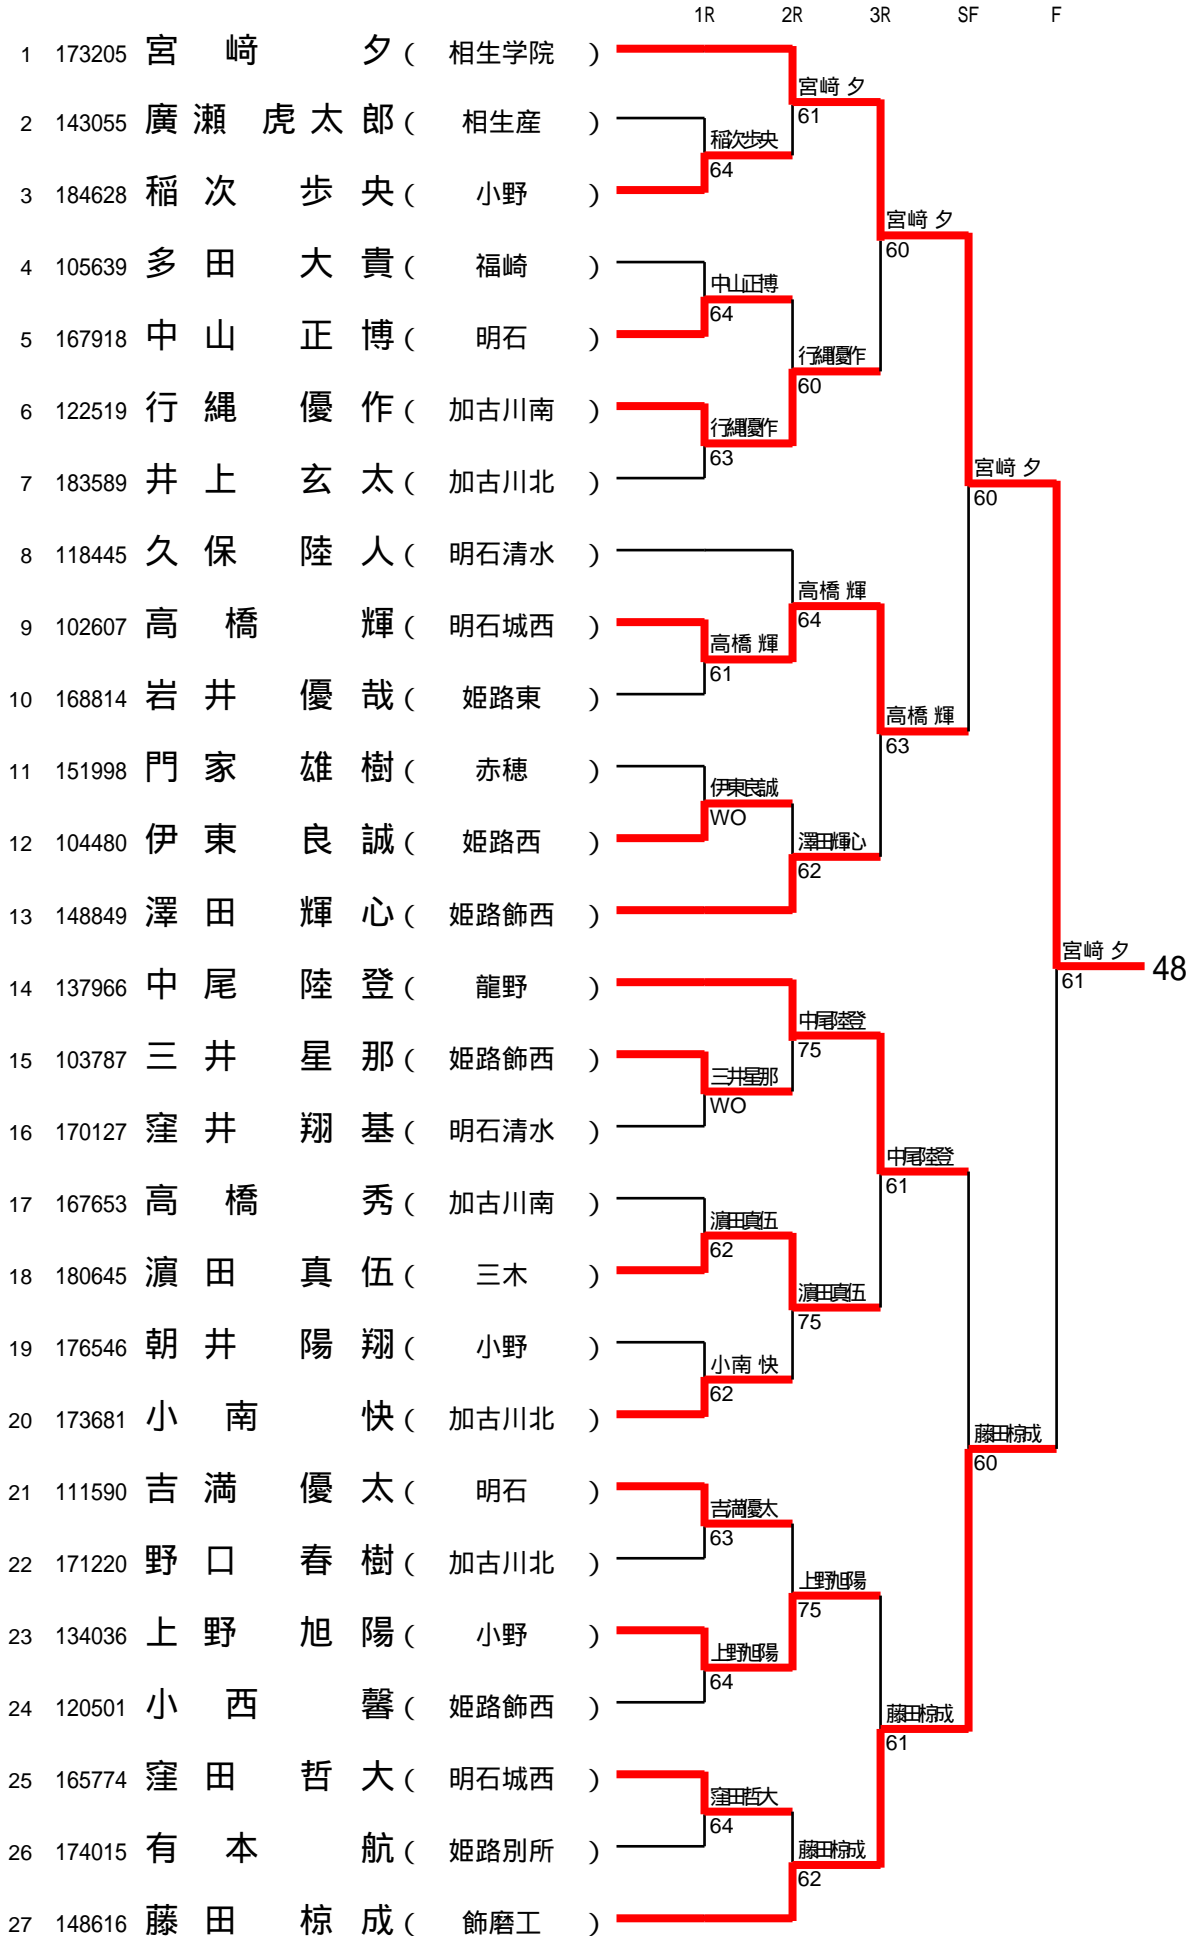 1R 2R 3R SF F
1 173205 宮﨑 夕 ( 相生学院 )
宮﨑 夕
61
2 143055 廣瀬 虎太郎 ( 相生産 )
稲次歩央
64
3 184628 稲次 歩央 ( 小野 )
宮﨑 夕
60
4 105639 多田 大貴 ( 福崎 )
中山正博
64
5 167918 中山 正博 ( 明石 )
行縄優作
60
6 122519 行縄 優作 ( 加古川南 )
行縄優作
63
7 183589 井上 玄太 ( 加古川北 )
宮﨑 夕
60
8 118445 久保 陸人 ( 明石清水 )
高橋 輝
64
9 102607 高橋 輝 ( 明石城西 )
高橋 輝
61
10 168814 岩井 優哉 ( 姫路東 )
高橋 輝
63
11 151998 門家 雄樹 ( 赤穂 )
伊東良誠
WO
12 104480 伊東 良誠 ( 姫路西 )
澤田輝心
62
13 148849 澤田 輝心 ( 姫路飾西 )
宮﨑 夕
61
48
14 137966 中尾 陸登 ( 龍野 )
中尾陸登
75
15 103787 三井 星那 ( 姫路飾西 )
三井星那
WO
16 170127 窪井 翔基 ( 明石清水 )
中尾陸登
61
17 167653 高橋 秀 ( 加古川南 )
濵田真伍
62
18 180645 濵田 真伍 ( 三木 )
濵田真伍
75
19 176546 朝井 陽翔 ( 小野 )
小南 快
62
20 173681 小南 快 ( 加古川北 )
藤田椋成
60
21 111590 吉満 優太 ( 明石 )
吉満優太
63
22 171220 野口 春樹 ( 加古川北 )
上野旭陽
75
23 134036 上野 旭陽 ( 小野 )
上野旭陽
64
24 120501 小西 馨 ( 姫路飾西 )
藤田椋成
61
25 165774 窪田 哲大 ( 明石城西 )
窪田哲大
64
26 174015 有本 航 ( 姫路別所 )
藤田椋成
62
27 148616 藤田 椋成 ( 飾磨工 )